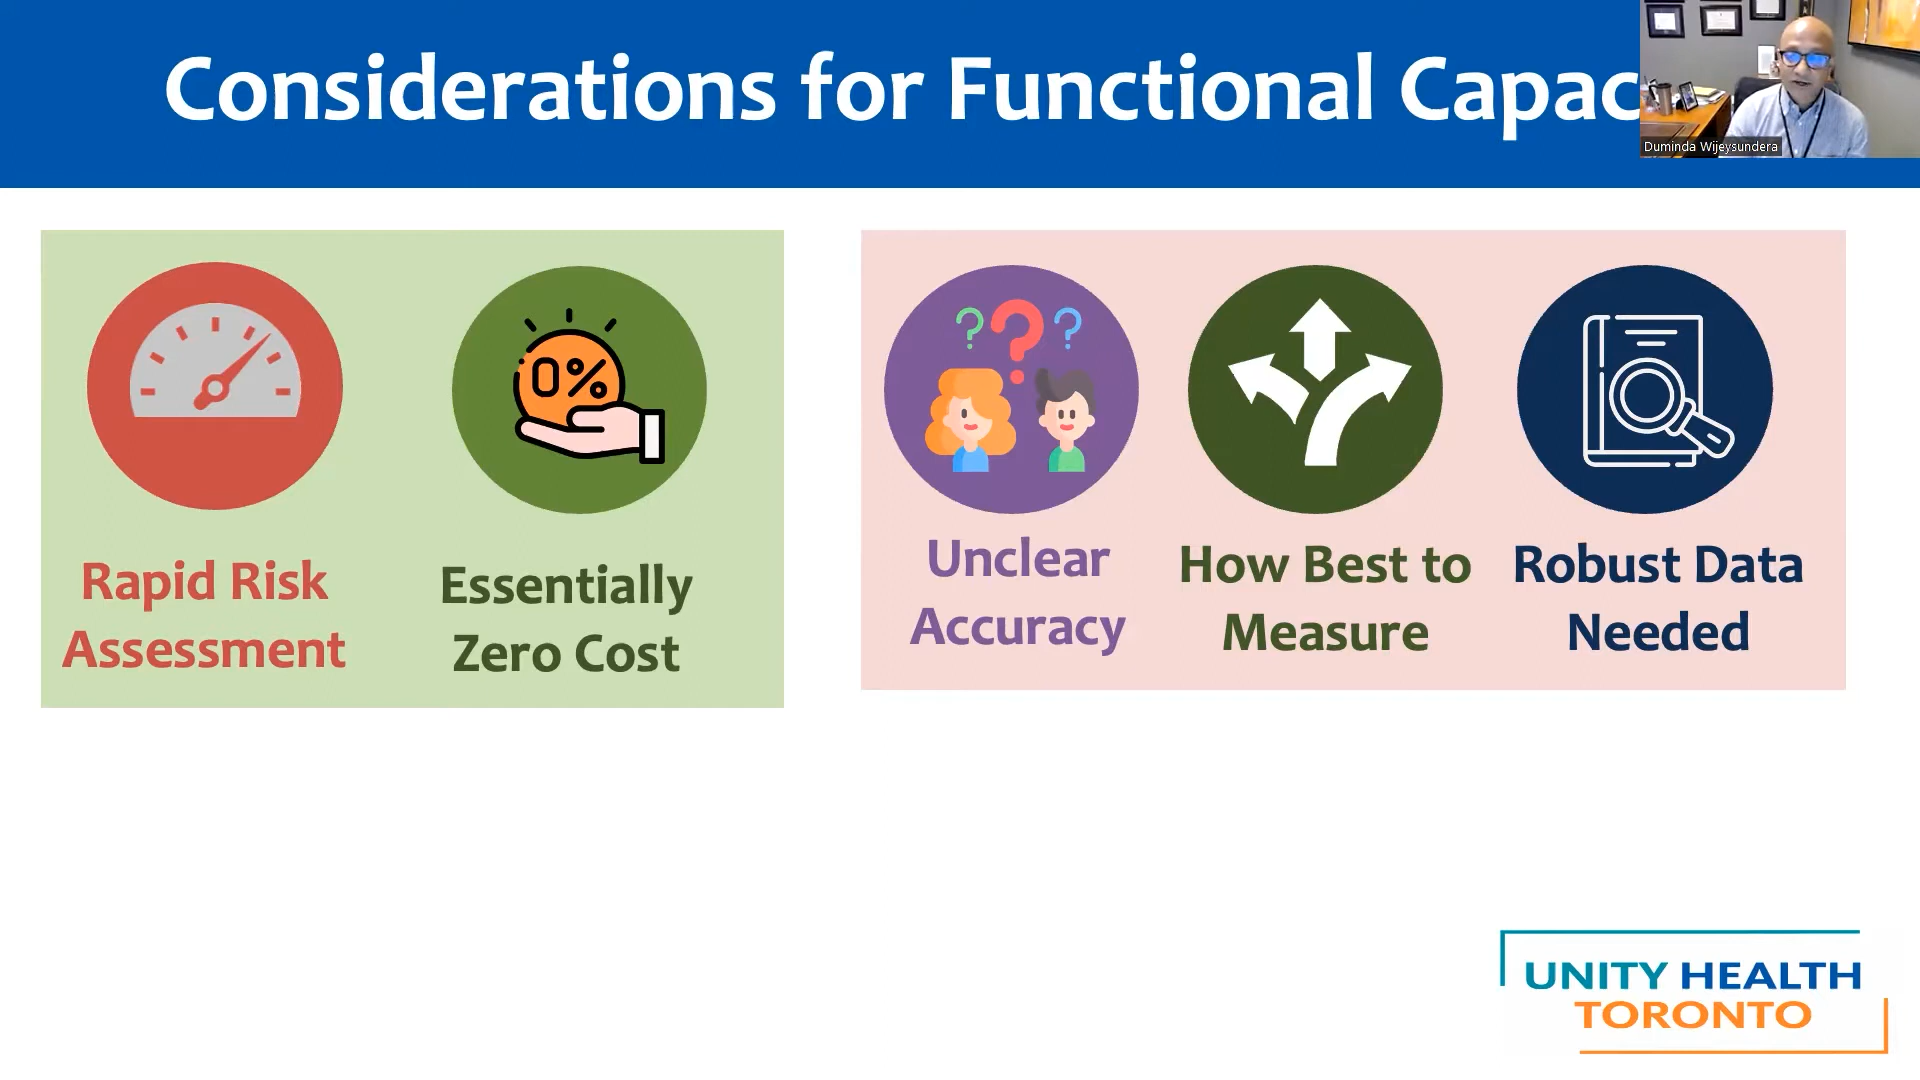 Considerations for Functional Capac
Duminda Wijeysundera
0%
Rapid Risk
Assessment
Essentially
Zero Cost
? ? ?
Unclear
Accuracy
How Best to
Measure
Robust Data
Needed
UNITY HEALTH
TORONTO